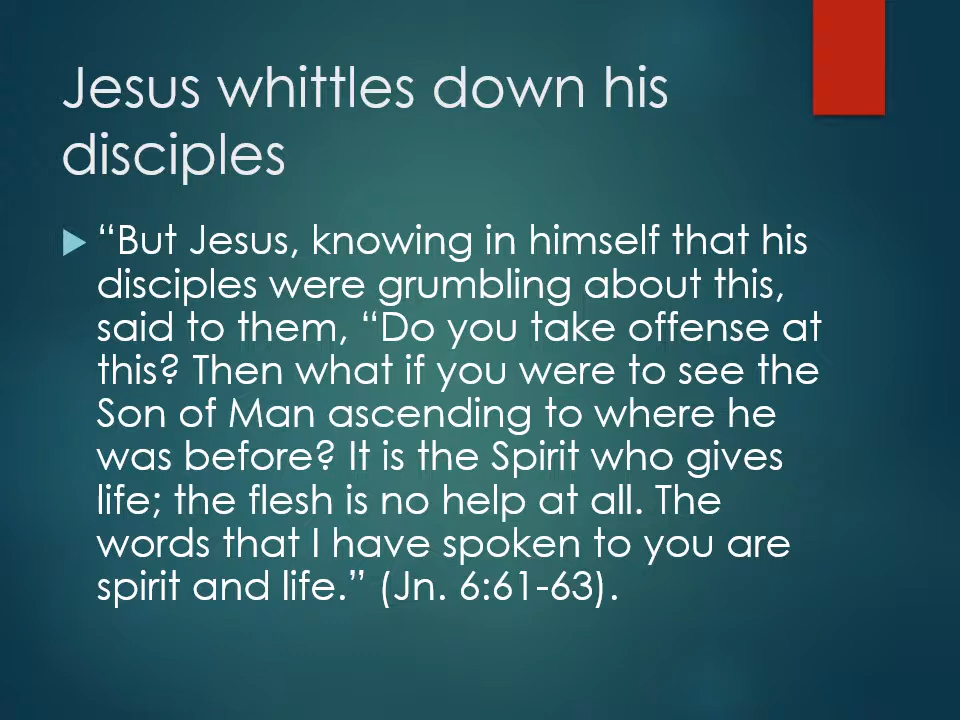 Jesus whittles down his
disciples
“But Jesus, knowing in himself that his
disciples were grumbling about this,
said to them, “Do you take offense at
this? Then what if you were to see the
Son of Man ascending to where he
was before? It is the Spirit who gives
life; the flesh is no help at all. The
words that I have spoken to you are
spirit and life.” (Jn. 6:61-63).